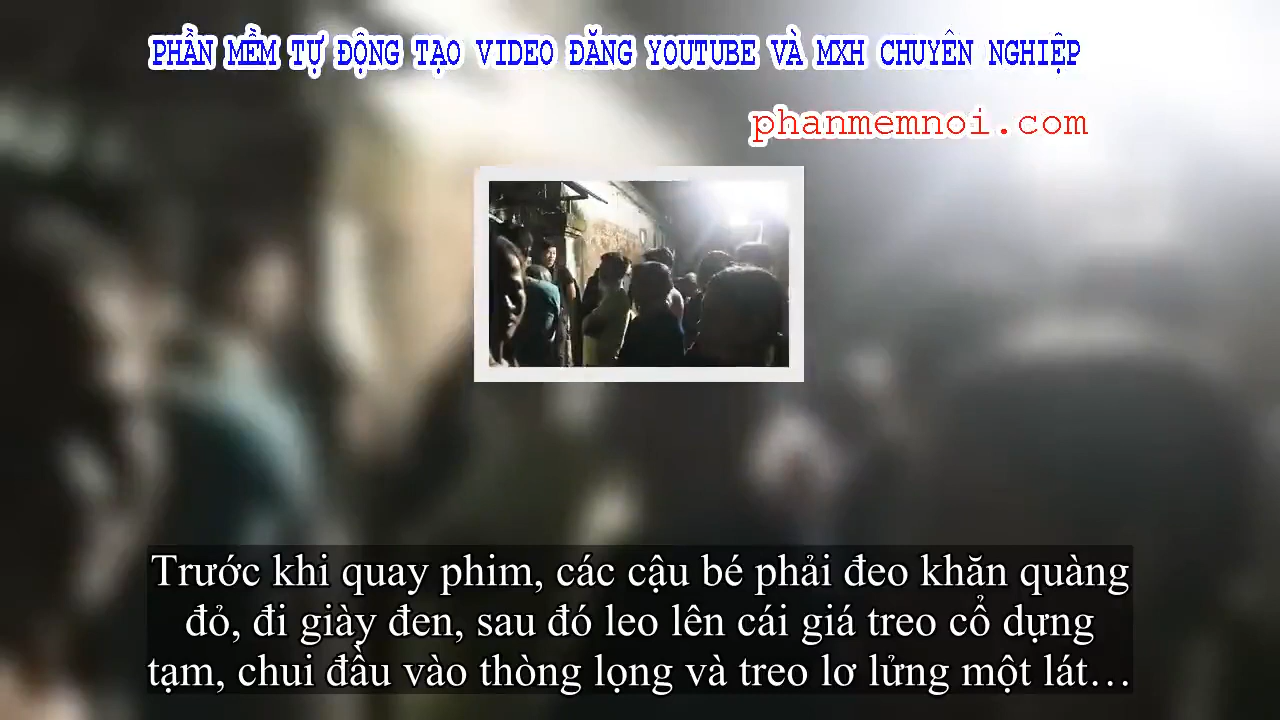 PHẦN MỀM TỰ ĐỘNG TẠO VIDEO ĐĂNG YOUTUBE VÀ MXH CHUYÊN NGHIỆP
phanmemnoi.com
Trước khi quay phim, các cậu bé phải đeo khăn quàng
đỏ, đi giày đen, sau đó leo lên cái giá treo cổ dựng
tạm, chui đầu vào thòng lọng và treo lơ lửng một lát…